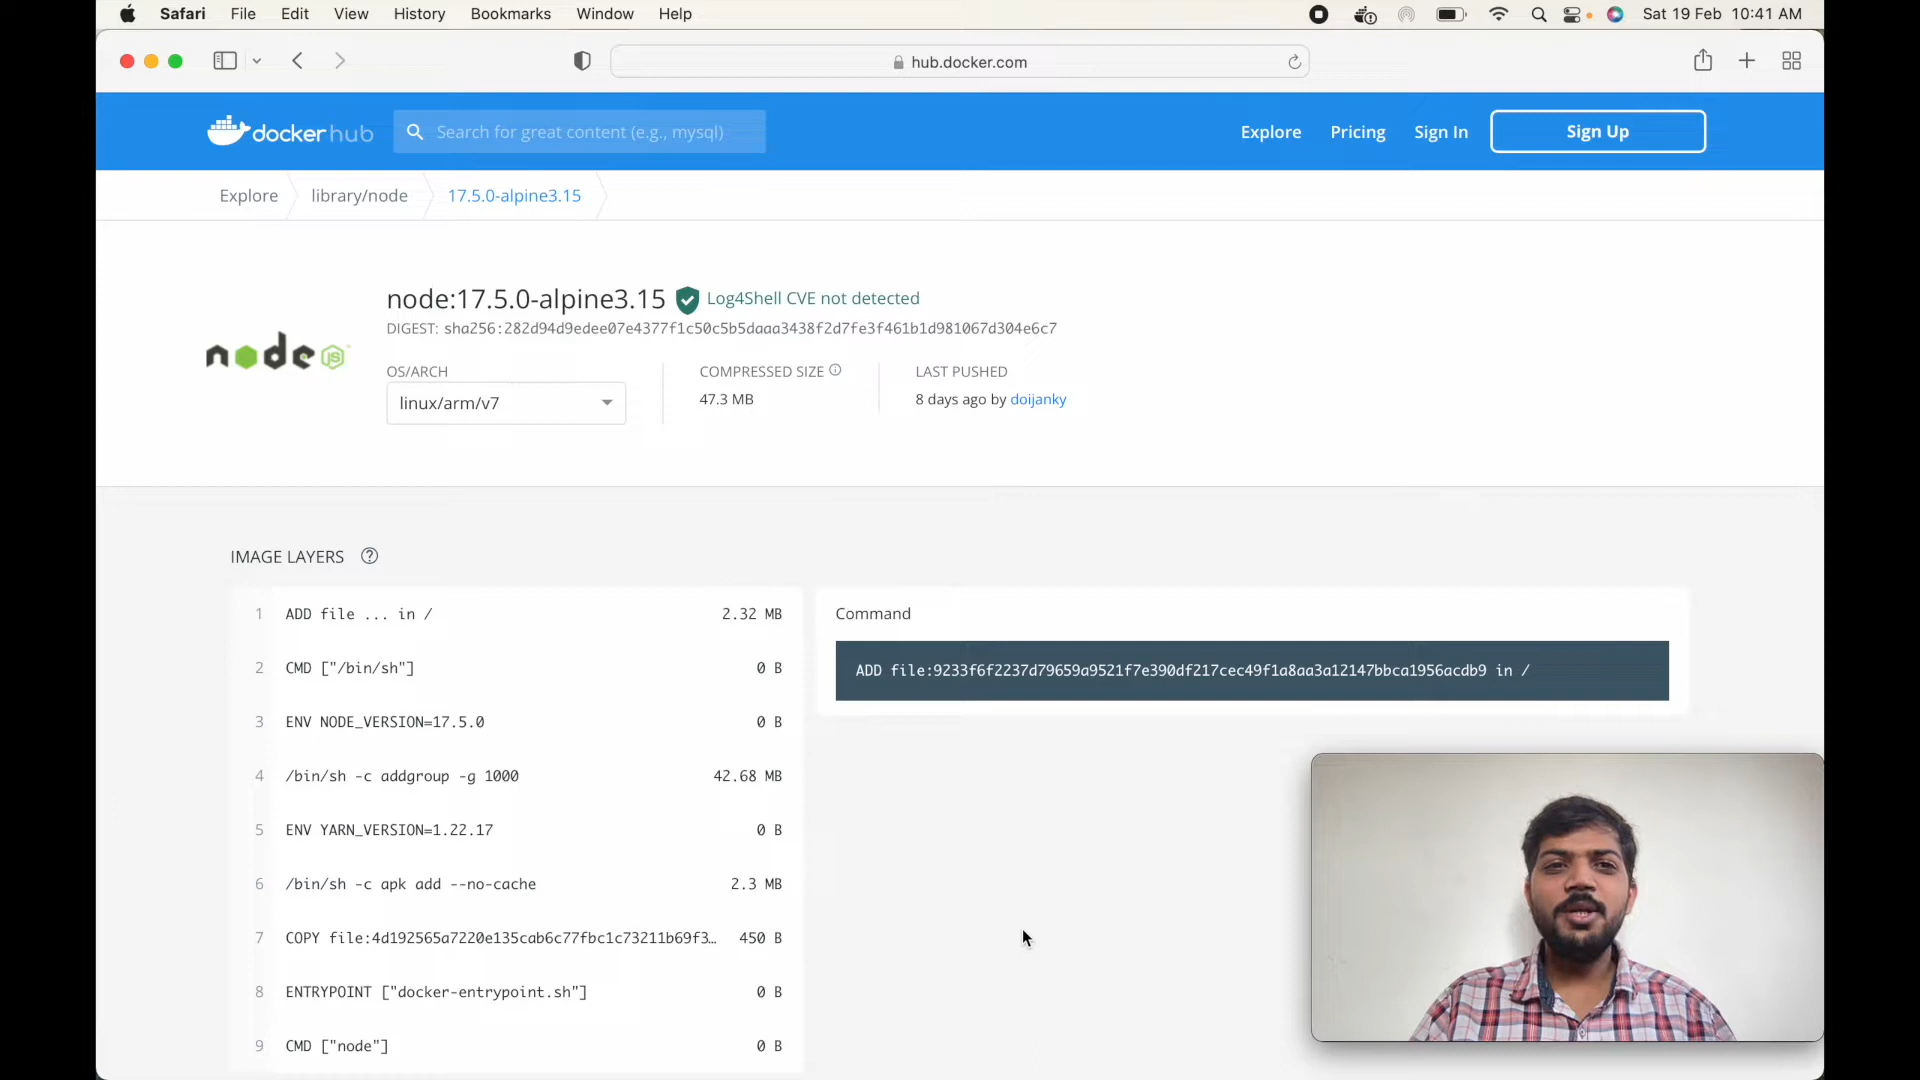 Safari File Edit View History Bookmarks Window Help Sat 19 Feb 10:41 AM
hub.docker.com
docker hub Search for great content (e.g., mysql) Explore Pricing Sign In Sign Up
Explore library/node 17.5.0-alpine3.15
node:17.5.0-alpine3.15 Log4Shell CVE not detected
DIGEST: sha256:282d94d9edee07e4377f1c50c5b5daaa3438f2d7fe3f461b1d981067d304e6c7
node JS
OS/ARCH COMPRESSED SIZE LAST PUSHED
linux/arm/v7 47.3 MB 8 days ago by doijanky
IMAGE LAYERS ?
1 ADD file ... in / 2.32 MB
2 CMD ["/bin/sh"] 0 B
3 ENV NODE_VERSION=17.5.0 0 B
4 /bin/sh -c addgroup -g 1000 42.68 MB
5 ENV YARN_VERSION=1.22.17 0 B
6 /bin/sh -c apk add --no-cache 2.3 MB
7 COPY file:4d192565a7220e135cab6c77fbc1c73211b69f3… 450 B
8 ENTRYPOINT ["docker-entrypoint.sh"] 0 B
9 CMD ["node"] 0 B
Command
ADD file:9233f6f2237d79659a9521f7e390df217cec49f1a8aa3a12147bbca1956acdb9 in /